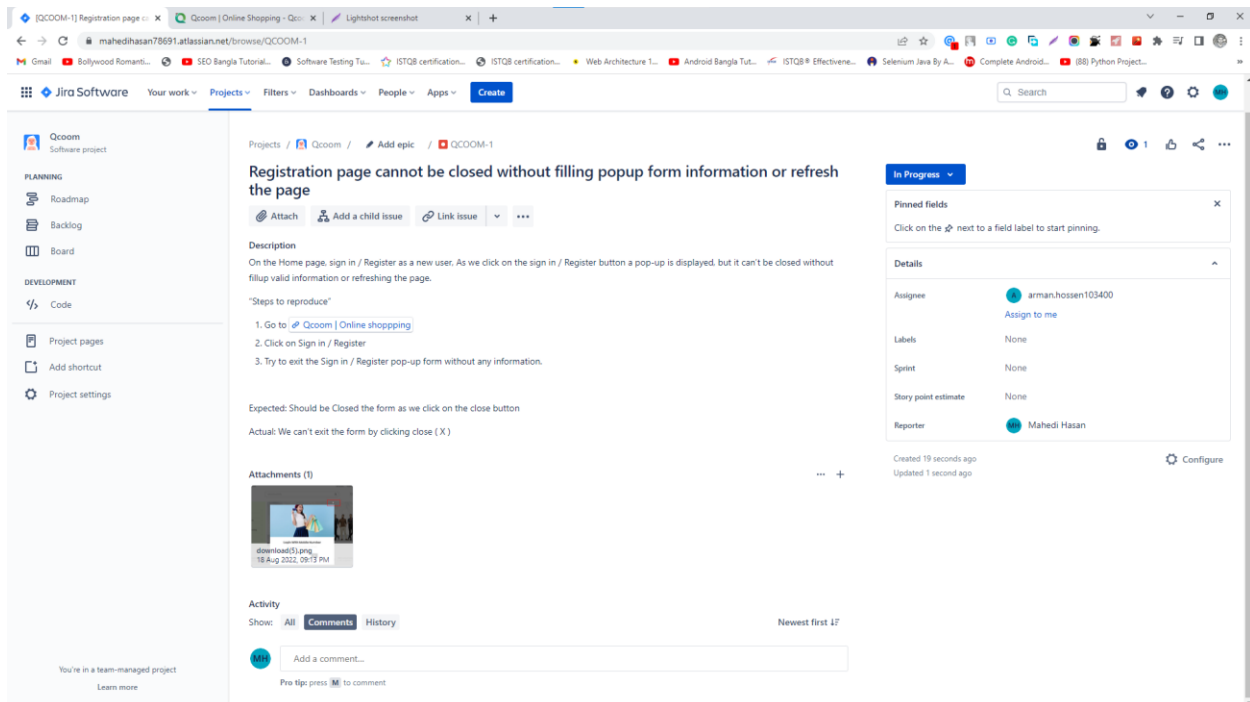 [QCOOM-1] Registration page ca
Qcoom | Online Shopping - Qcoo
Lightshot screenshot
mahedihasan78691.atlassian.net/browse/QCOOM-1
Gmail
Bollywood Romanti...
SEO Bangla Tutorial...
Software Testing Tu...
ISTQB certification...
ISTQB certification...
Web Architecture 1...
Android Bangla Tut...
ISTQB® Effectivene...
Selenium Java By A...
Complete Android...
(88) Python Project...
Jira Software
Your work
Projects
Filters
Dashboards
People
Apps
Create
Search
MH
Qcoom
Software project
PLANNING
Roadmap
Backlog
Board
DEVELOPMENT
Code
Project pages
Add shortcut
Project settings
You're in a team-managed project
Learn more
Projects / Qcoom / Add epic / QCOOM-1
1
Registration page cannot be closed without filling popup form information or refresh
the page
Attach
Add a child issue
Link issue
Description
On the Home page, sign in / Register as a new user. As we click on the sign in / Register button a pop-up is displayed. but it can't be closed without
fillup valid information or refreshing the page.
"Steps to reproduce"
1. Go to Qcoom | Online shoppping
2. Click on Sign in / Register
3. Try to exit the Sign in / Register pop-up form without any information.
Expected: Should be Closed the form as we click on the close button
Actual: We can't exit the form by clicking close ( X )
Attachments (1)
download(5).png
18 Aug 2022, 09:13 PM
Activity
Show: All Comments History
Newest first
MH
Add a comment...
Pro tip: press M to comment
In Progress
Pinned fields
Click on the next to a field label to start pinning.
Details
Assignee
A arman.hossen103400
Assign to me
Labels
None
Sprint
None
Story point estimate
None
Reporter
MH Mahedi Hasan
Created 19 seconds ago
Updated 1 second ago
Configure